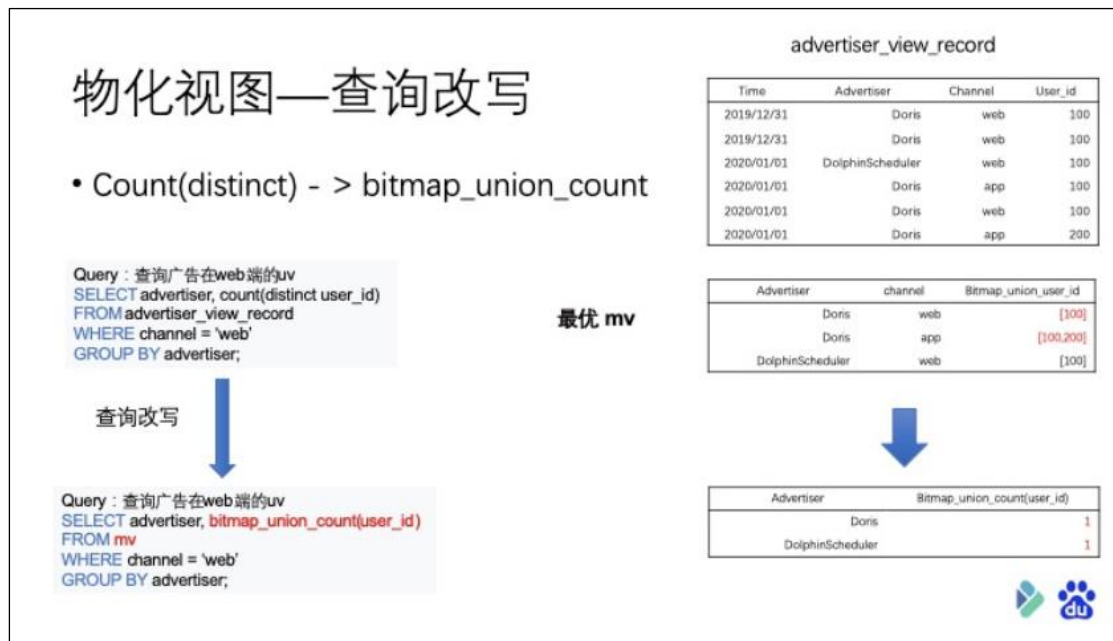 物化视图—查询改写
• Count(distinct) - > bitmap_union_count
Query：查询广告在web端的uv
SELECT advertiser, count(distinct user_id)
FROM advertiser_view_record
WHERE channel = 'web'
GROUP BY advertiser;
查询改写
Query：查询广告在web端的uv
SELECT advertiser, bitmap_union_count(user_id)
FROM mv
WHERE channel = 'web'
GROUP BY advertiser;
最优 mv
advertiser_view_record
Time Advertiser Channel User_id
2019/12/31 Doris web 100
2019/12/31 Doris web 100
2020/01/01 DolphinScheduler web 100
2020/01/01 Doris app 100
2020/01/01 Doris web 100
2020/01/01 Doris app 200
Advertiser channel Bitmap_union_user_id
Doris web [100]
Doris app [100,200]
DolphinScheduler web [100]
Advertiser Bitmap_union_count(user_id)
Doris 1
DolphinScheduler 1
du